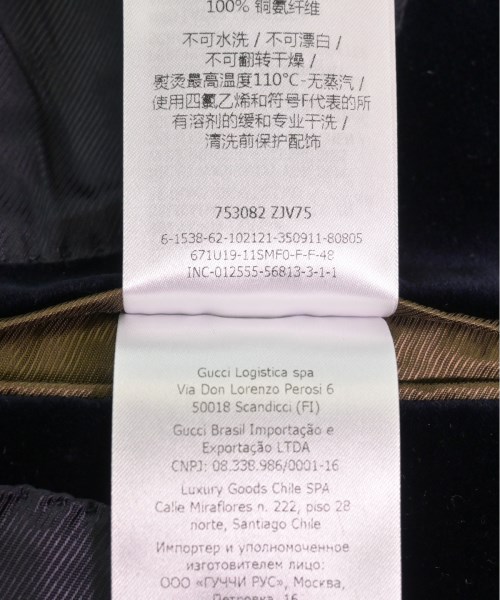 100% 铜氨纤维
不可水洗 / 不可漂白 /
不可翻转干燥 /
熨烫最高温度110°C-无蒸汽 /
使用四氯乙烯和符号F代表的所
有溶剂的缓和专业干洗 /
清洗前保护配饰
753082 ZJV75
6-1538-62-102121-350911-80805
671U19-11SMF0-F-F-48
INC-012555-56813-3-1-1
Gucci Logistica spa
Via Don Lorenzo Perosi 6
50018 Scandicci (FI)
Gucci Brasil Importação e
Exportação LTDA
CNPJ: 08.338.986/0001-16
Luxury Goods Chile SPA
Calle Miraflores n. 222, piso 28
norte, Santiago Chile
Импортер и уполномоченное
изготовителем лицо:
ООО «ГУЧЧИ РУС», Москва,
Петровка, 16